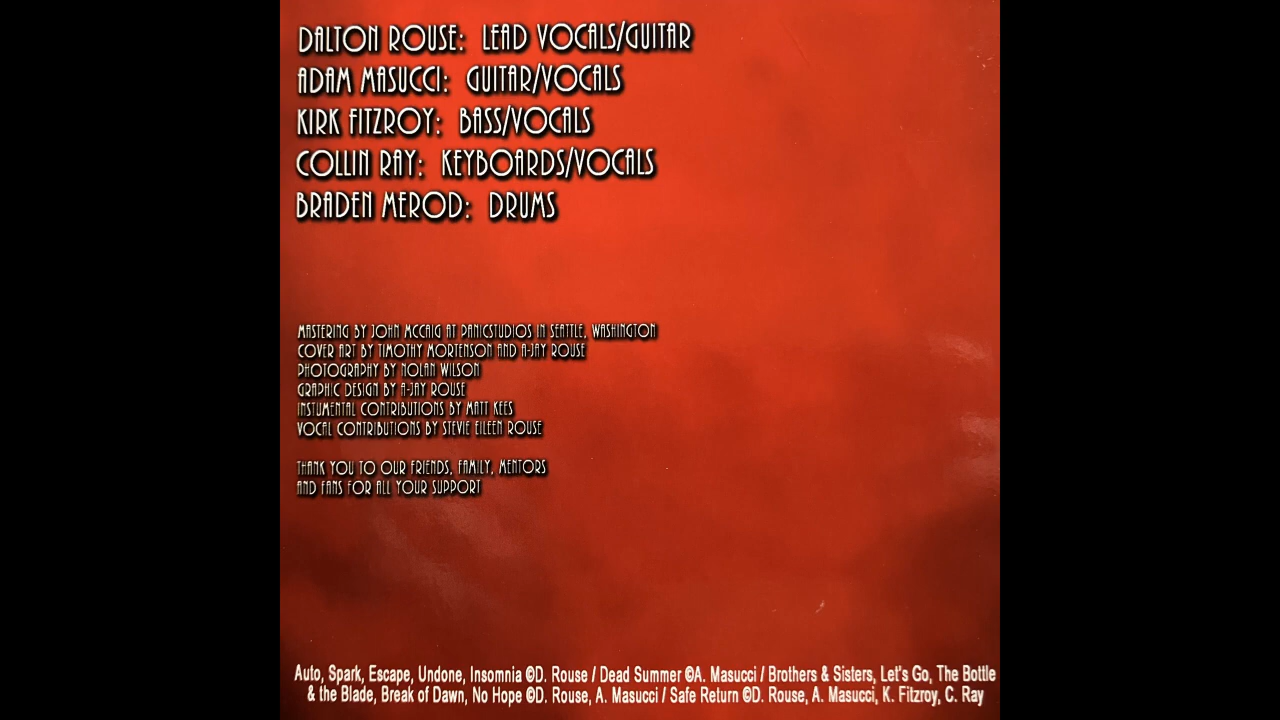 DALTON ROUSE: LEAD VOCALS/GUITAR
ADAM MASUCCI: GUITAR/VOCALS
KIRK FITZROY: BASS/VOCALS
COLLIN RAY: KEYBOARDS/VOCALS
BRADEN MEROD: DRUMS
MASTERING BY JOHN MCCAIG AT PANICSTUDIOS IN SEATTLE, WASHINGTON
COVER ART BY TIMOTHY MORTENSON AND A-JAY ROUSE
PHOTOGRAPHY BY NOLAN WILSON
GRAPHIC DESIGN BY A-JAY ROUSE
INSTUMENTAL CONTRIBUTIONS BY MATT KEES
VOCAL CONTRIBUTIONS BY STEVIE EILEEN ROUSE
THANK YOU TO OUR FRIENDS, FAMILY, MENTORS
AND FANS FOR ALL YOUR SUPPORT
Auto, Spark, Escape, Undone, Insomnia ©D. Rouse / Dead Summer ©A. Masucci / Brothers & Sisters, Let's Go, The Bottle
& the Blade, Break of Dawn, No Hope ©D. Rouse, A. Masucci / Safe Return ©D. Rouse, A. Masucci, K. Fitzroy, C. Ray